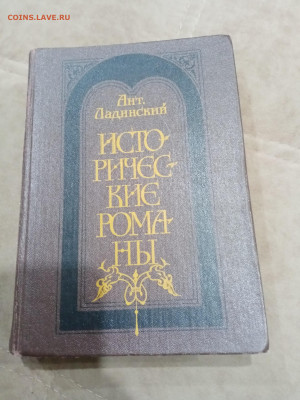 COINS.LAVE.RU
Ант.
Ладинский
ИСТО-
РИЧЕС-
КИЕ
РОМА-
НЫ